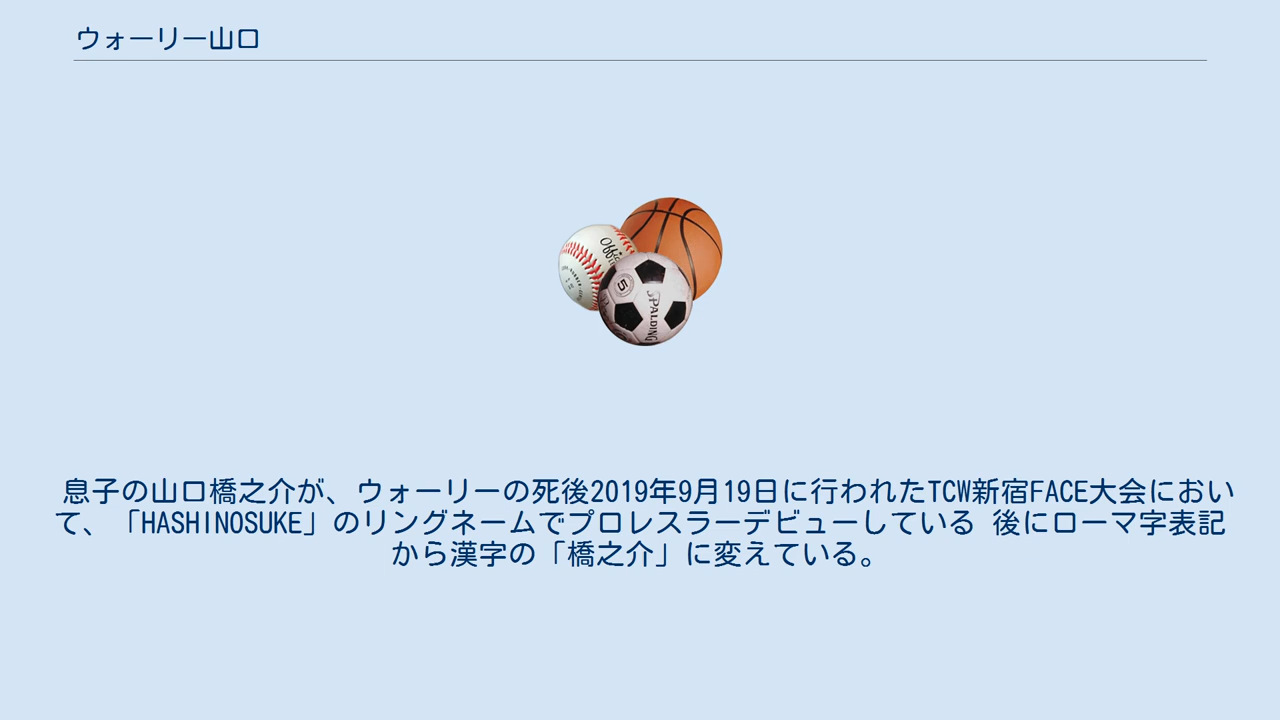 ウォーリー山口
Offici
5
SPALDING
息子の山口橋之介が、ウォーリーの死後2019年9月19日に行われたTCW新宿FACE大会におい
て、「HASHINOSUKE」のリングネームでプロレスラーデビューしている 後にローマ字表記
から漢字の「橋之介」に変えている。